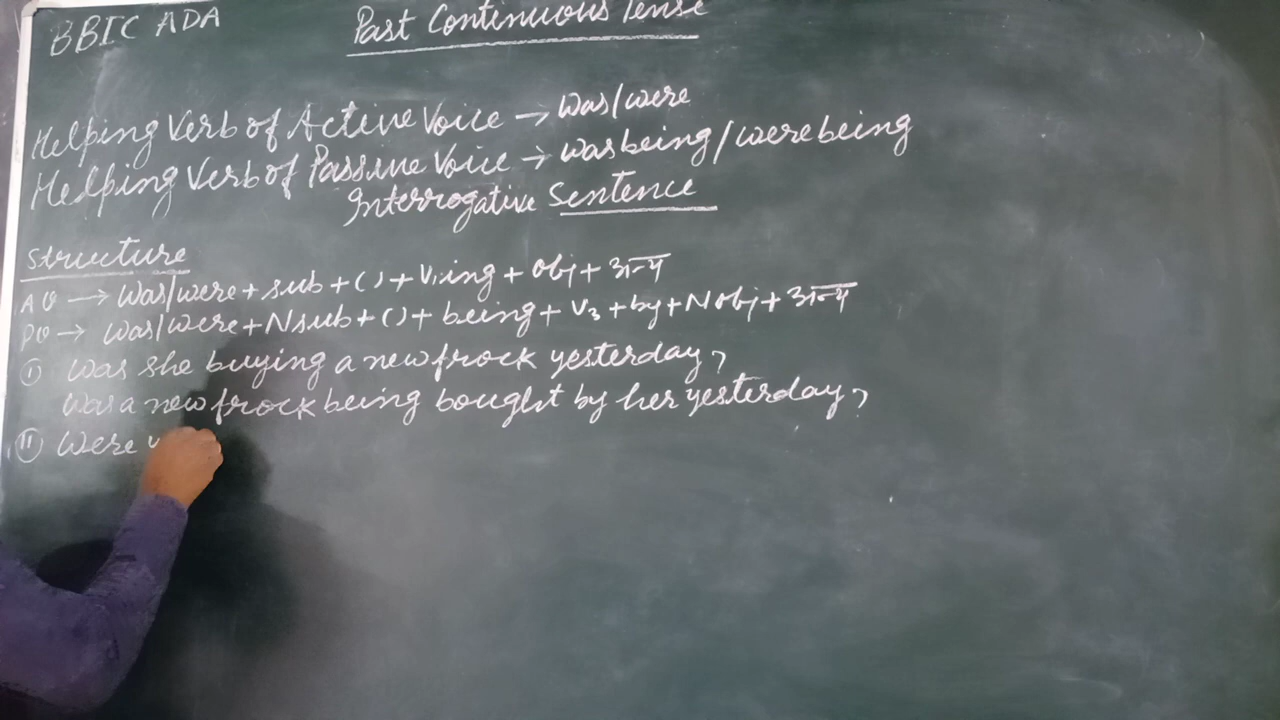 BBIC ADA
Past Continuous Tense
Helping Verb of Active Voice → was/were
Helping Verb of Passive Voice → was being/were being
Interrogative Sentence
Structure
AV → Was/were + sub + () + V₁ing + Obj + अन्य
PV → Was/were + N sub + () + being + V₃ + by + N obj + अन्य
(i) Was she buying a new frock yesterday?
Was a new frock being bought by her yesterday?
(ii) Were